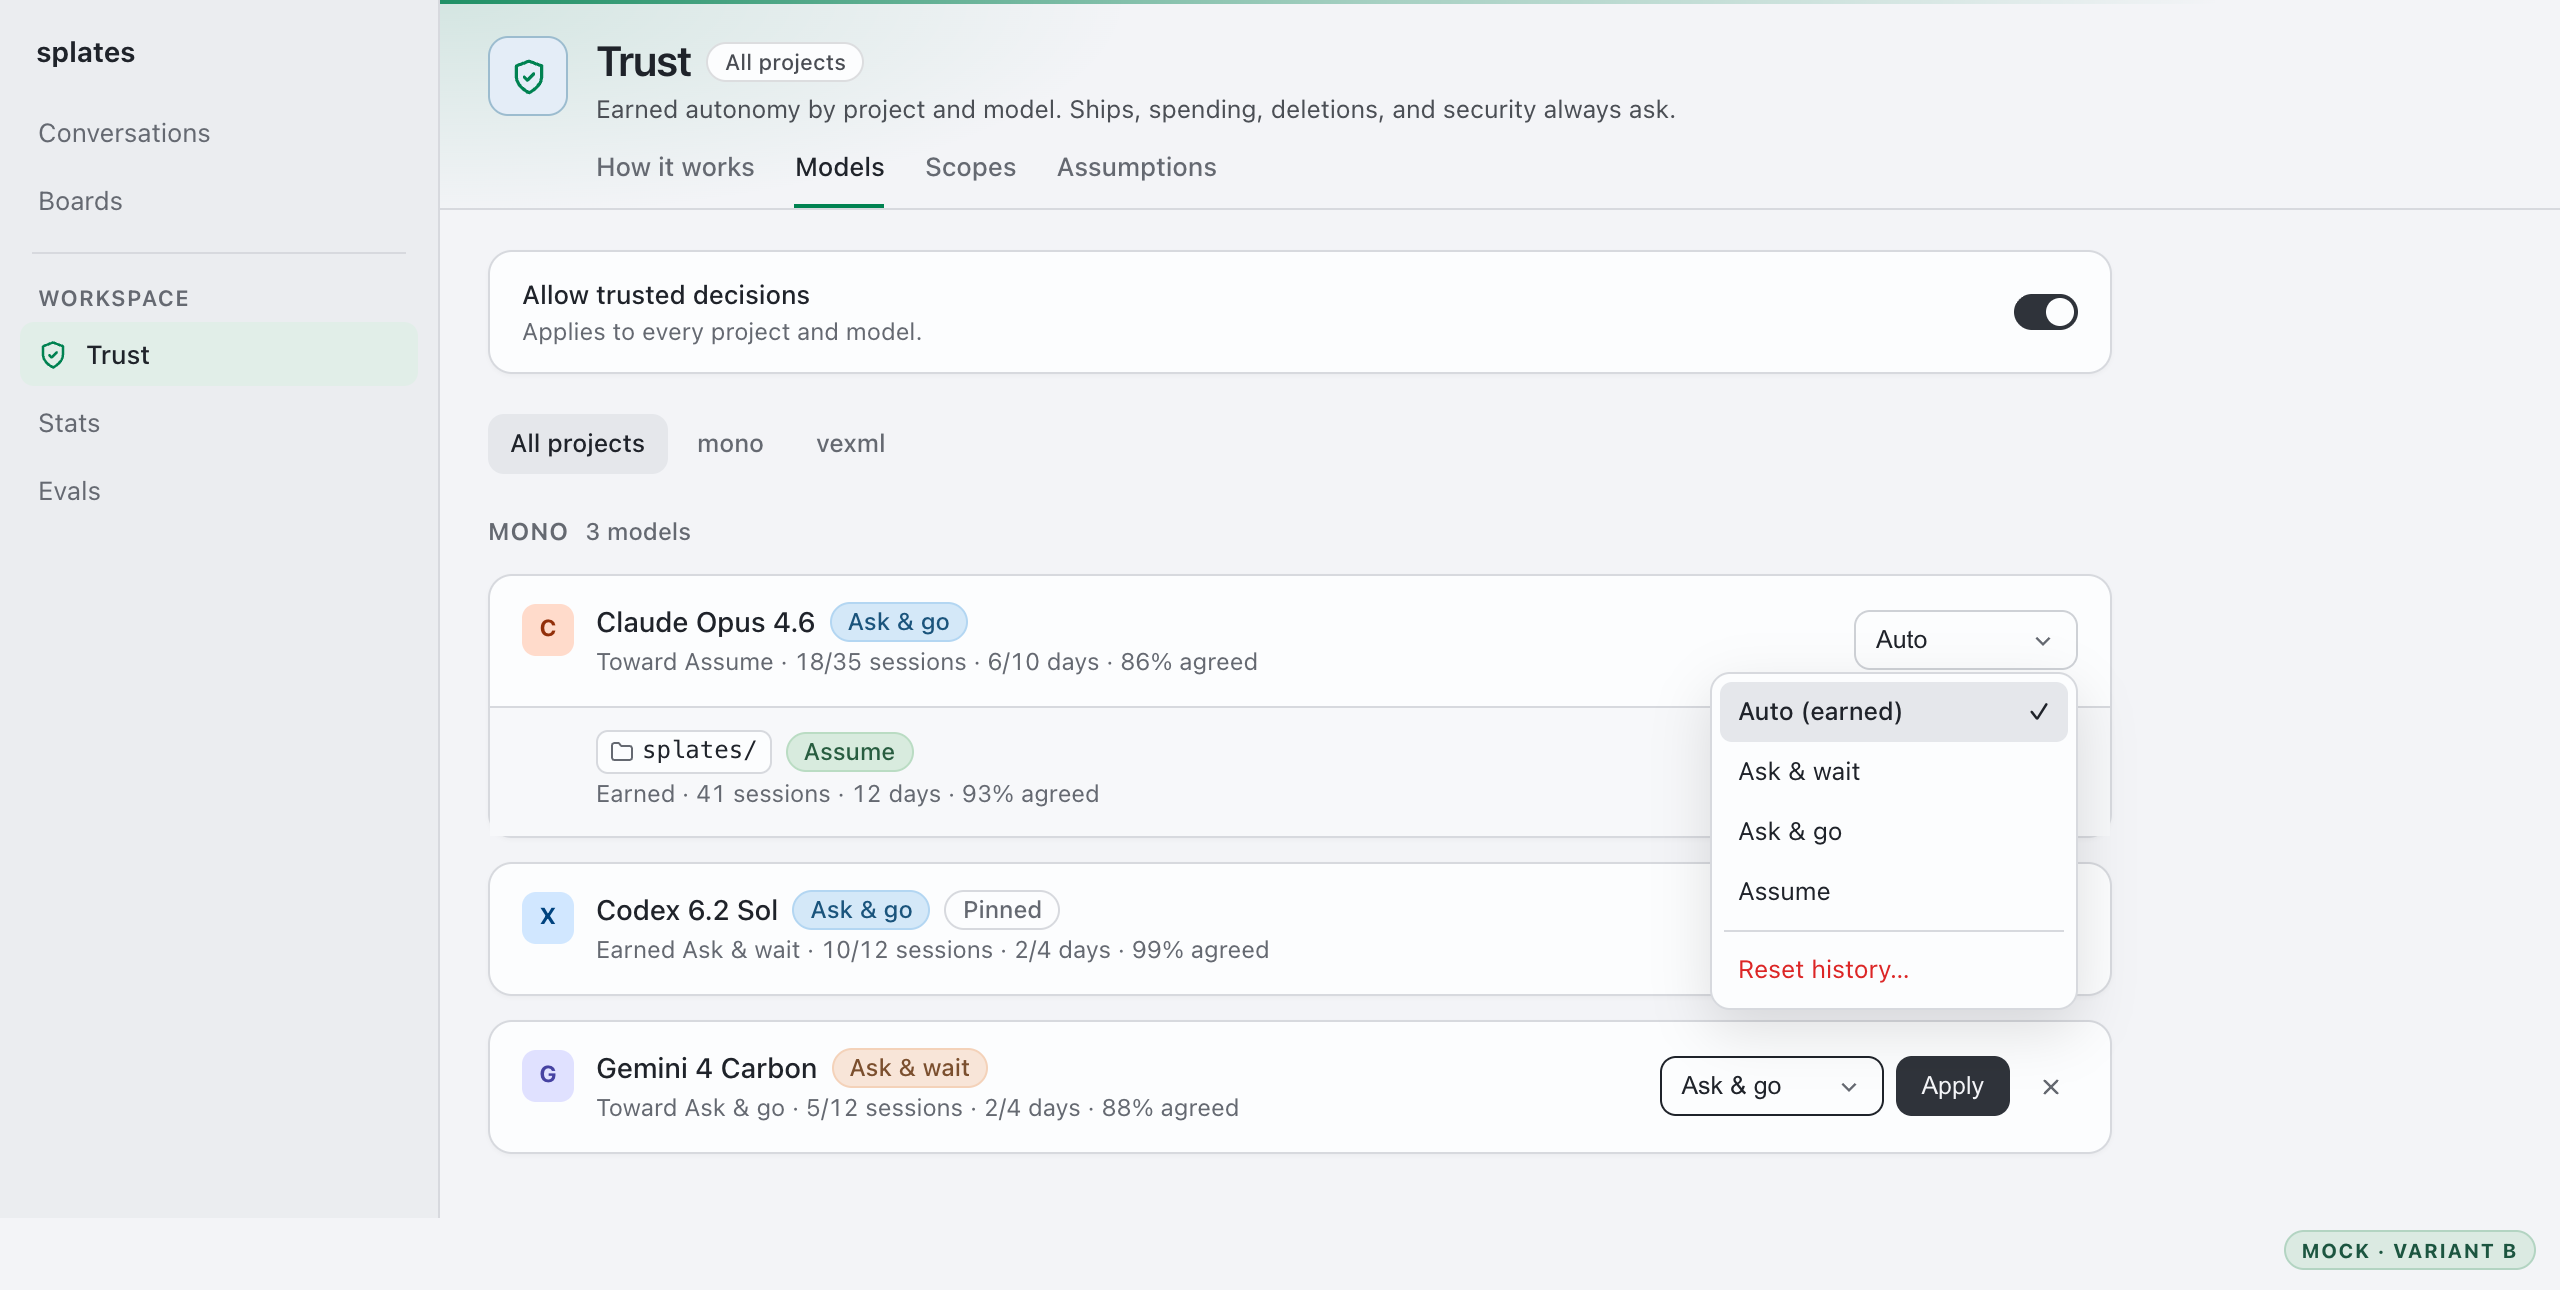 splates
Conversations
Boards
WORKSPACE
Trust
Stats
Evals
Trust All projects
Earned autonomy by project and model. Ships, spending, deletions, and security always ask.
How it works Models Scopes Assumptions
Allow trusted decisions
Applies to every project and model.
All projects mono vexml
MONO 3 models
C Claude Opus 4.6 Ask & go Auto
Toward Assume · 18/35 sessions · 6/10 days · 86% agreed
Auto (earned)
Ask & wait
Ask & go
Assume
Reset history...
splates/ Assume
Earned · 41 sessions · 12 days · 93% agreed
X Codex 6.2 Sol Ask & go Pinned
Earned Ask & wait · 10/12 sessions · 2/4 days · 99% agreed
G Gemini 4 Carbon Ask & wait Ask & go Apply
Toward Ask & go · 5/12 sessions · 2/4 days · 88% agreed
MOCK · VARIANT B